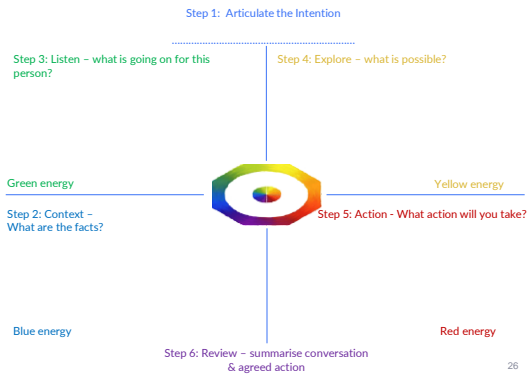 Step 1:  Articulate the Intention
Step 3: Listen – what is going on for this
person?
Step 4: Explore – what is possible?
Green energy
Yellow energy
Step 2: Context –
What are the facts?
Step 5: Action - What action will you take?
Blue energy
Red energy
Step 6: Review – summarise conversation
& agreed action
26